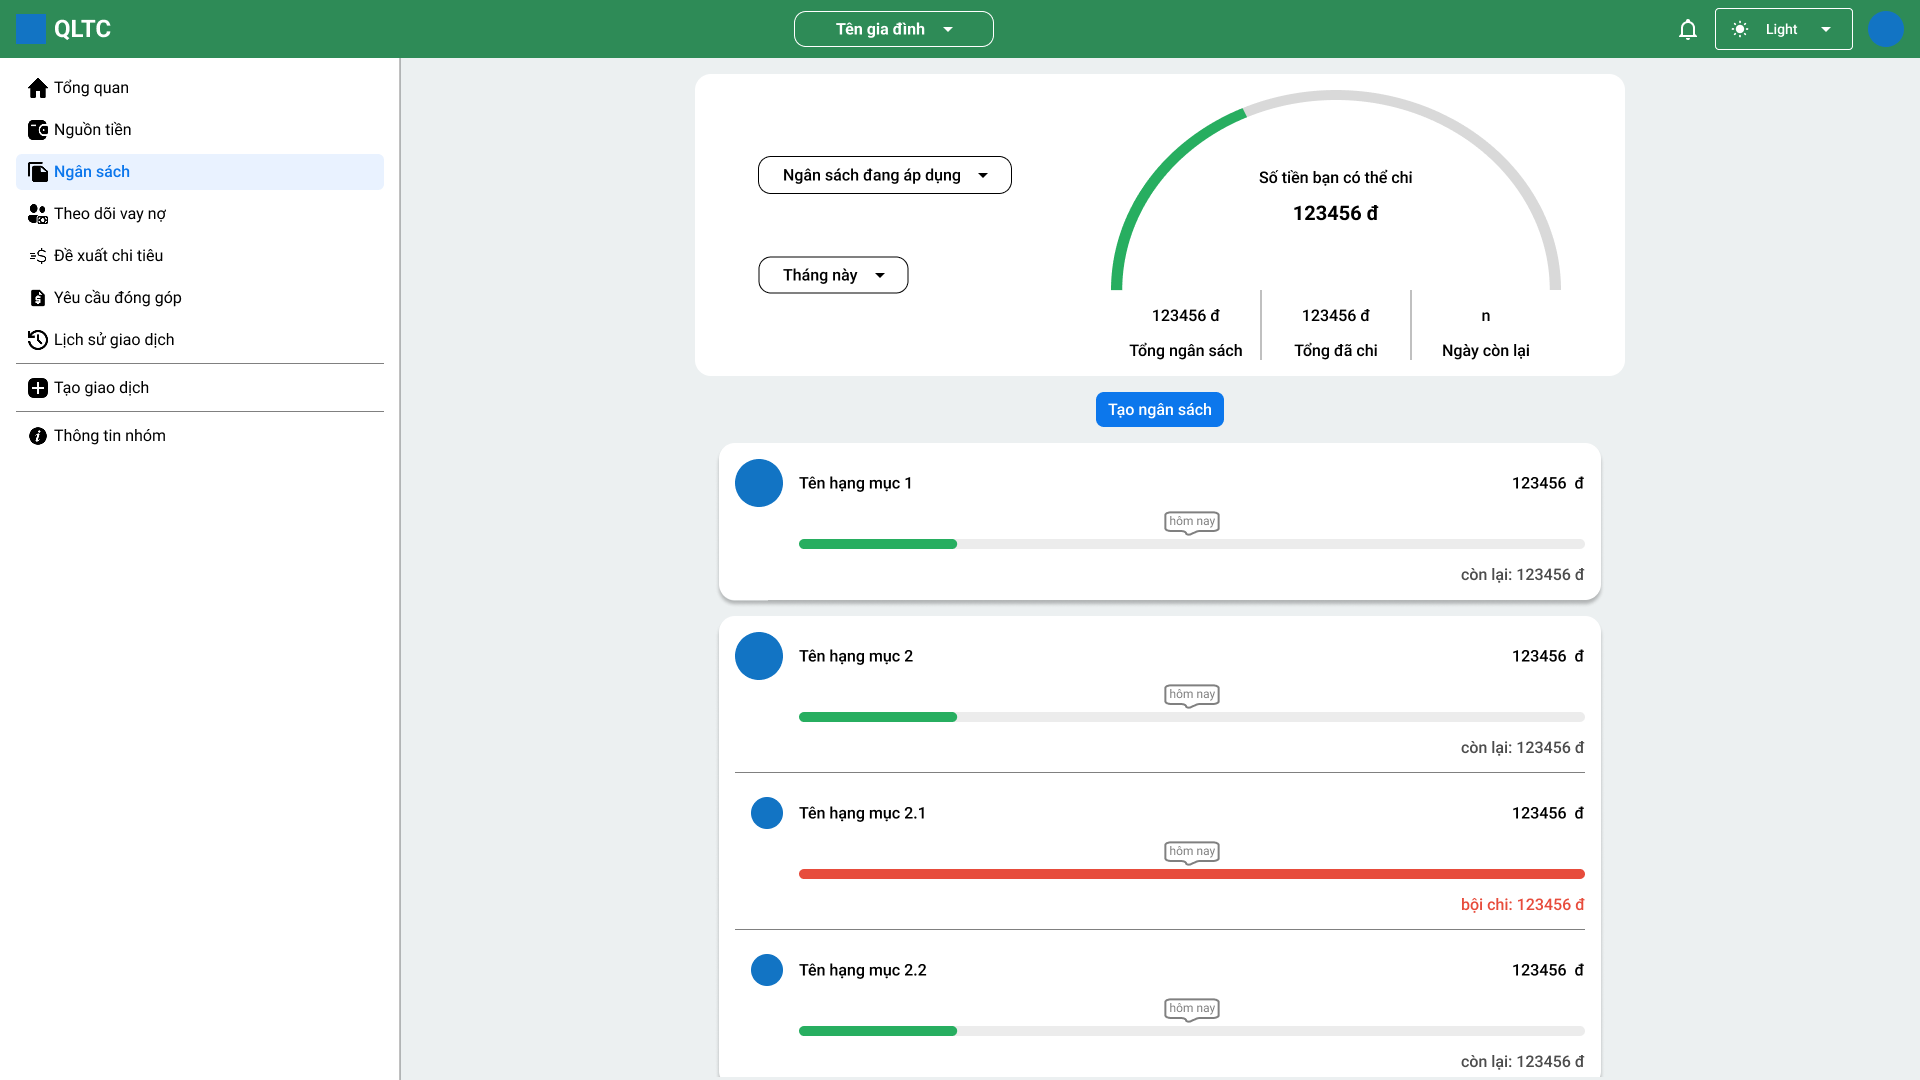 QLTC
Tên gia đình
Light
Tổng quan
Nguồn tiền
Ngân sách
Theo dõi vay nợ
Đề xuất chi tiêu
Yêu cầu đóng góp
Lịch sử giao dịch
Tạo giao dịch
Thông tin nhóm
Ngân sách đang áp dụng
Tháng này
Số tiền bạn có thể chi
123456 đ
123456 đ
Tổng ngân sách
123456 đ
Tổng đã chi
n
Ngày còn lại
Tạo ngân sách
Tên hạng mục 1 123456 đ
hôm nay
còn lại: 123456 đ
Tên hạng mục 2 123456 đ
hôm nay
còn lại: 123456 đ
Tên hạng mục 2.1 123456 đ
hôm nay
bội chi: 123456 đ
Tên hạng mục 2.2 123456 đ
hôm nay
còn lại: 123456 đ